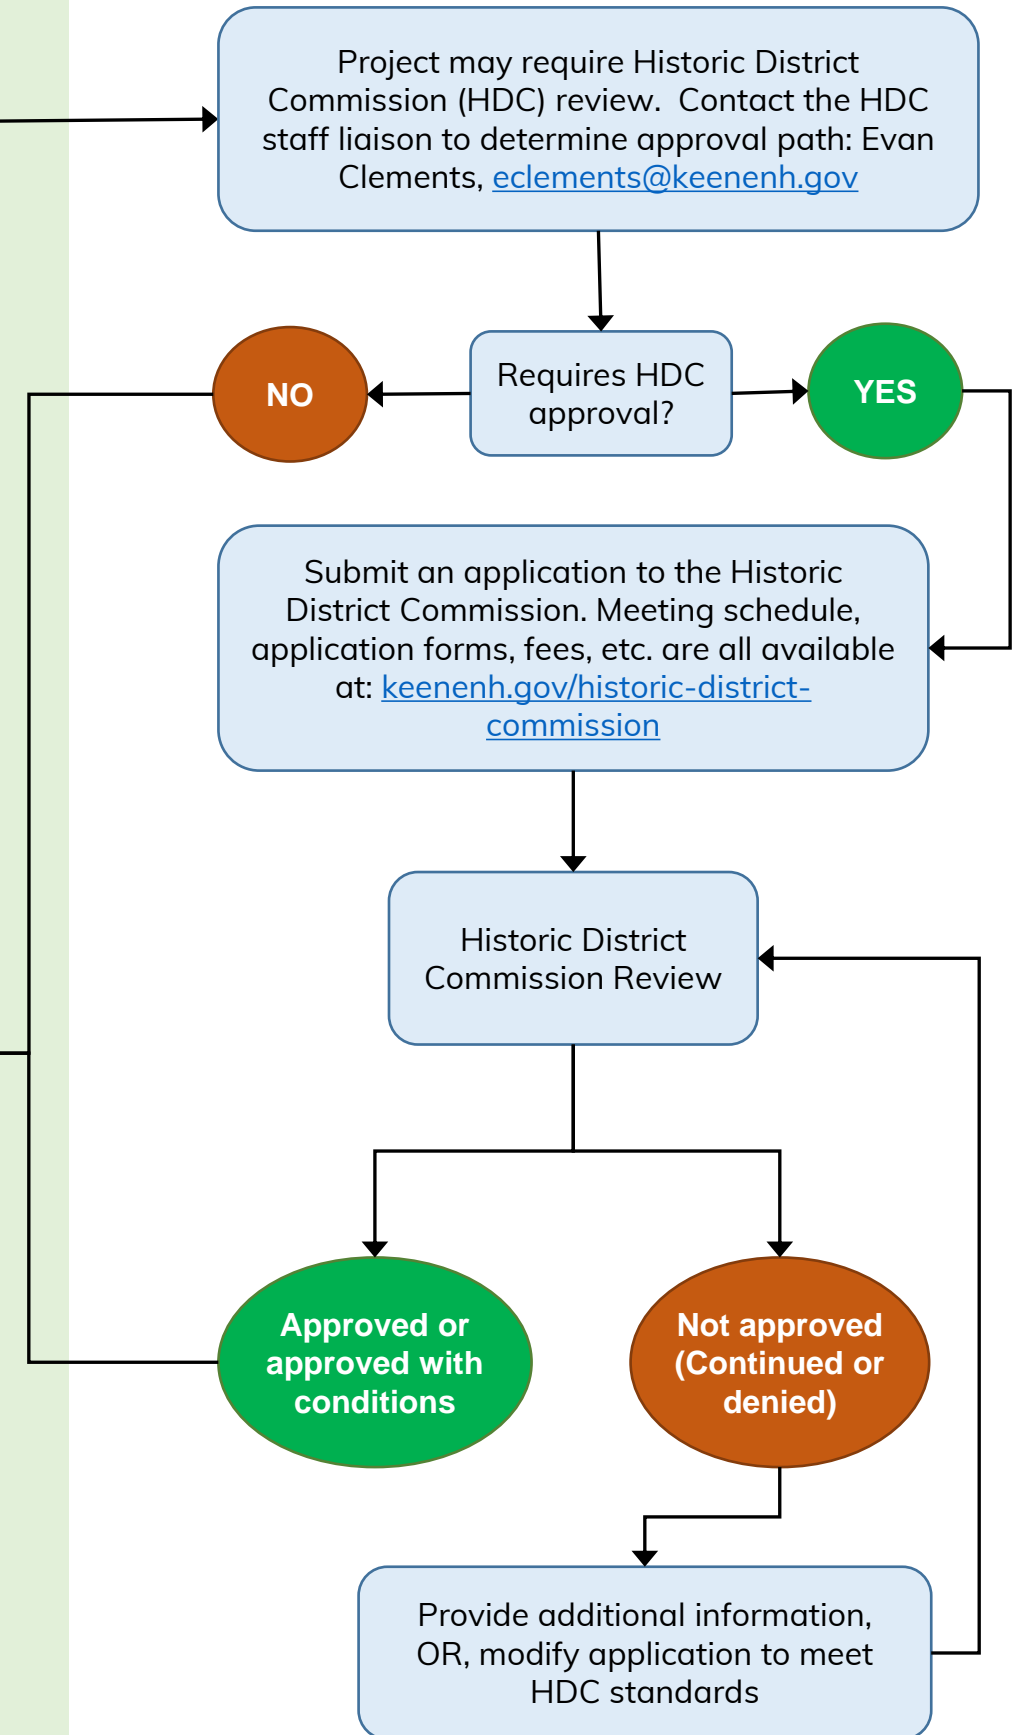 Project may require Historic District
Commission (HDC) review.  Contact the HDC
staff liaison to determine approval path: Evan
Clements, eclements@keenenh.gov
NO
Requires HDC
approval?
YES
Submit an application to the Historic
District Commission. Meeting schedule,
application forms, fees, etc. are all available
at: keenenh.gov/historic-district-
commission
Historic District
Commission Review
Approved or
approved with
conditions
Not approved
(Continued or
denied)
Provide additional information,
OR, modify application to meet
HDC standards